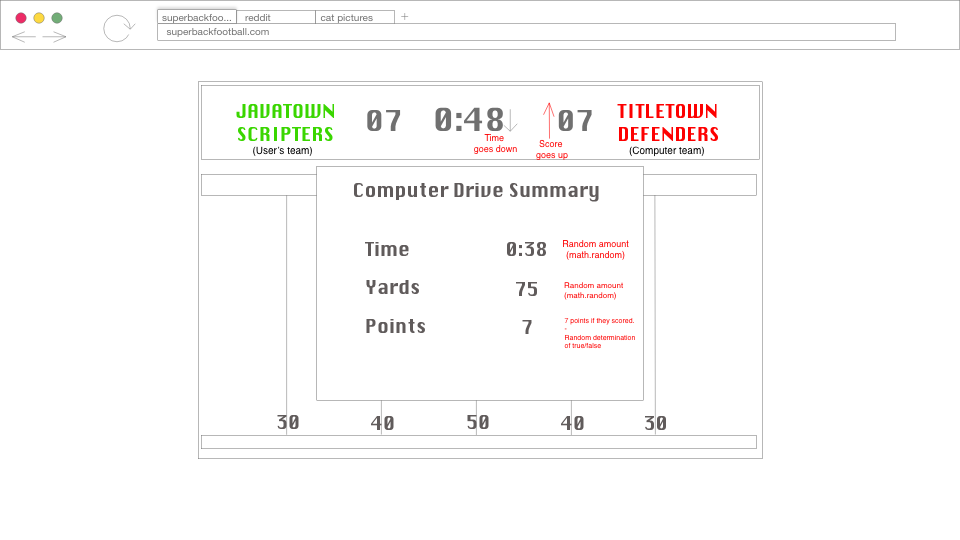 superbackfoo...
reddit
cat pictures
+
superbackfootball.com
JAVATOWN
SCRIPTERS
(User's team)
07
0:48
Time
goes down
Score
goes up
07
TITLETOWN
DEFENDERS
(Computer team)
Computer Drive Summary
Time
0:38
Random amount
(math.random)
Yards
75
Random amount
(math.random)
Points
7
7 points if they scored.
-
Random determination
of true/false
30
40
50
40
30